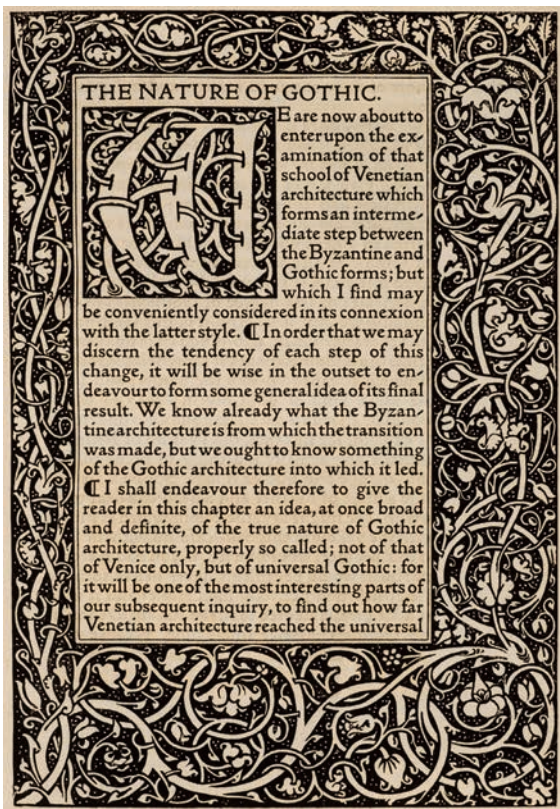 THE NATURE OF GOTHIC.
WE are now about to
enter upon the ex-
amination of that
school of Venetian
architecture which
forms an interme-
diate step between
the Byzantine and
Gothic forms; but
which I find may
be conveniently considered in its connexion
with the latter style. ❡ In order that we may
discern the tendency of each step of this
change, it will be wise in the outset to en-
deavour to form some general idea of its final
result. We know already what the Byzan-
tine architecture is from which the transition
was made, but we ought to know something
of the Gothic architecture into which it led.
❡ I shall endeavour therefore to give the
reader in this chapter an idea, at once broad
and definite, of the true nature of Gothic
architecture, properly so called; not of that
of Venice only, but of universal Gothic: for
it will be one of the most interesting parts of
our subsequent inquiry, to find out how far
Venetian architecture reached the universal